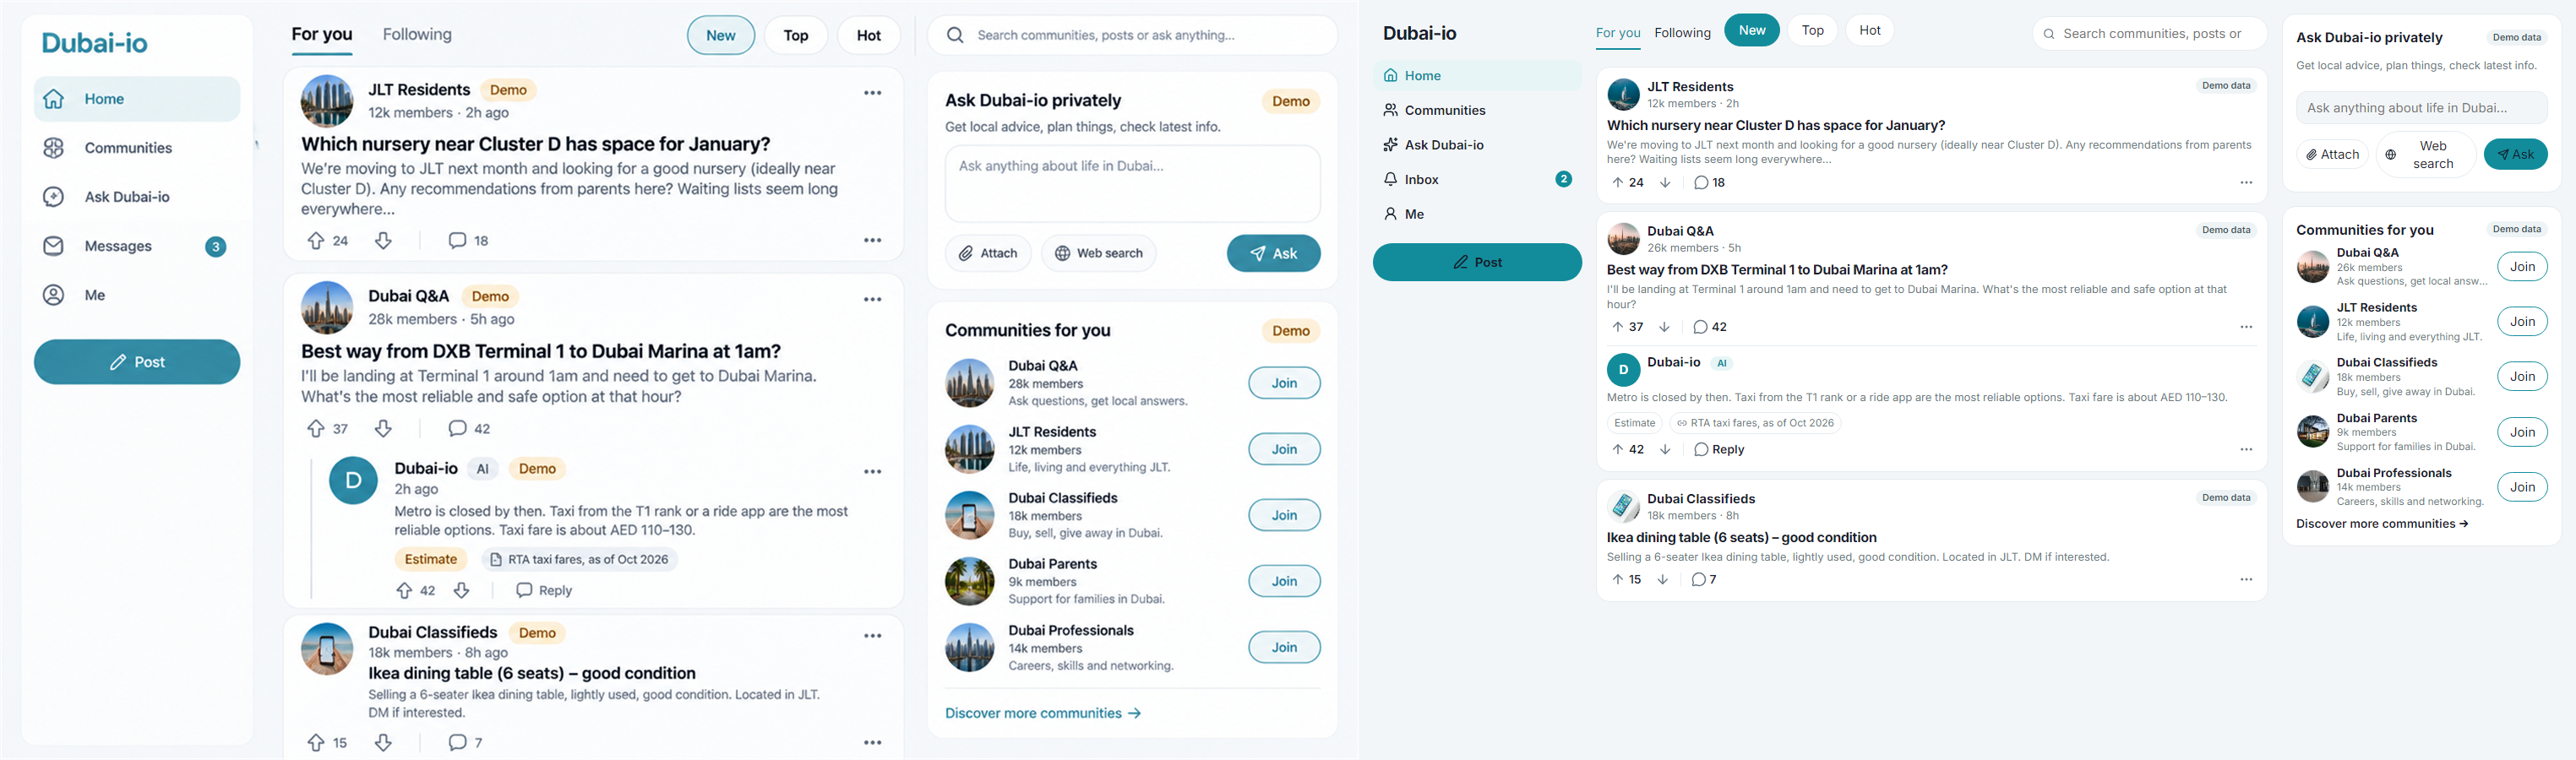 Dubai-io
Home
Communities
Ask Dubai-io
Messages
3
Me
Post
For you
Following
New
Top
Hot
JLT Residents
Demo
12k members · 2h ago
Which nursery near Cluster D has space for January?
We're moving to JLT next month and looking for a good nursery (ideally near
Cluster D). Any recommendations from parents here? Waiting lists seem long
everywhere...
24
18
Dubai Q&A
Demo
28k members · 5h ago
Best way from DXB Terminal 1 to Dubai Marina at 1am?
I'll be landing at Terminal 1 around 1am and need to get to Dubai Marina.
What's the most reliable and safe option at that hour?
37
42
D
Dubai-io
AI
Demo
2h ago
Metro is closed by then. Taxi from the T1 rank or a ride app are the most
reliable options. Taxi fare is about AED 110–130.
Estimate
RTA taxi fares, as of Oct 2026
42
Reply
Dubai Classifieds
Demo
18k members · 8h ago
Ikea dining table (6 seats) – good condition
Selling a 6-seater Ikea dining table, lightly used, good condition. Located in JLT.
DM if interested.
15
7
Search communities, posts or ask anything...
Ask Dubai-io privately
Demo
Get local advice, plan things, check latest info.
Ask anything about life in Dubai...
Attach
Web search
Ask
Communities for you
Demo
Dubai Q&A
28k members
Ask questions, get local answers.
Join
JLT Residents
12k members
Life, living and everything JLT.
Join
Dubai Classifieds
18k members
Buy, sell, give away in Dubai.
Join
Dubai Parents
9k members
Support for families in Dubai.
Join
Dubai Professionals
14k members
Careers, skills and networking.
Join
Discover more communities →
Dubai-io
Home
Communities
Ask Dubai-io
Inbox
2
Me
Post
For you
Following
New
Top
Hot
Search communities, posts or
JLT Residents
12k members · 2h
Demo data
Which nursery near Cluster D has space for January?
We're moving to JLT next month and looking for a good nursery (ideally near Cluster D). Any recommendations from parents
here? Waiting lists seem long everywhere...
24
18
Dubai Q&A
26k members · 5h
Demo data
Best way from DXB Terminal 1 to Dubai Marina at 1am?
I'll be landing at Terminal 1 around 1am and need to get to Dubai Marina. What's the most reliable and safe option at that
hour?
37
42
D
Dubai-io
AI
Metro is closed by then. Taxi from the T1 rank or a ride app are the most reliable options. Taxi fare is about AED 110–130.
Estimate
RTA taxi fares, as of Oct 2026
42
Reply
Dubai Classifieds
18k members · 8h
Demo data
Ikea dining table (6 seats) – good condition
Selling a 6-seater Ikea dining table, lightly used, good condition. Located in JLT. DM if interested.
15
7
Ask Dubai-io privately
Demo data
Get local advice, plan things, check latest info.
Ask anything about life in Dubai...
Attach
Web
search
Ask
Communities for you
Demo data
Dubai Q&A
26k members
Ask questions, get local answ...
Join
JLT Residents
12k members
Life, living and everything JLT.
Join
Dubai Classifieds
18k members
Buy, sell, give away in Dubai.
Join
Dubai Parents
9k members
Support for families in Dubai.
Join
Dubai Professionals
14k members
Careers, skills and networking.
Join
Discover more communities →